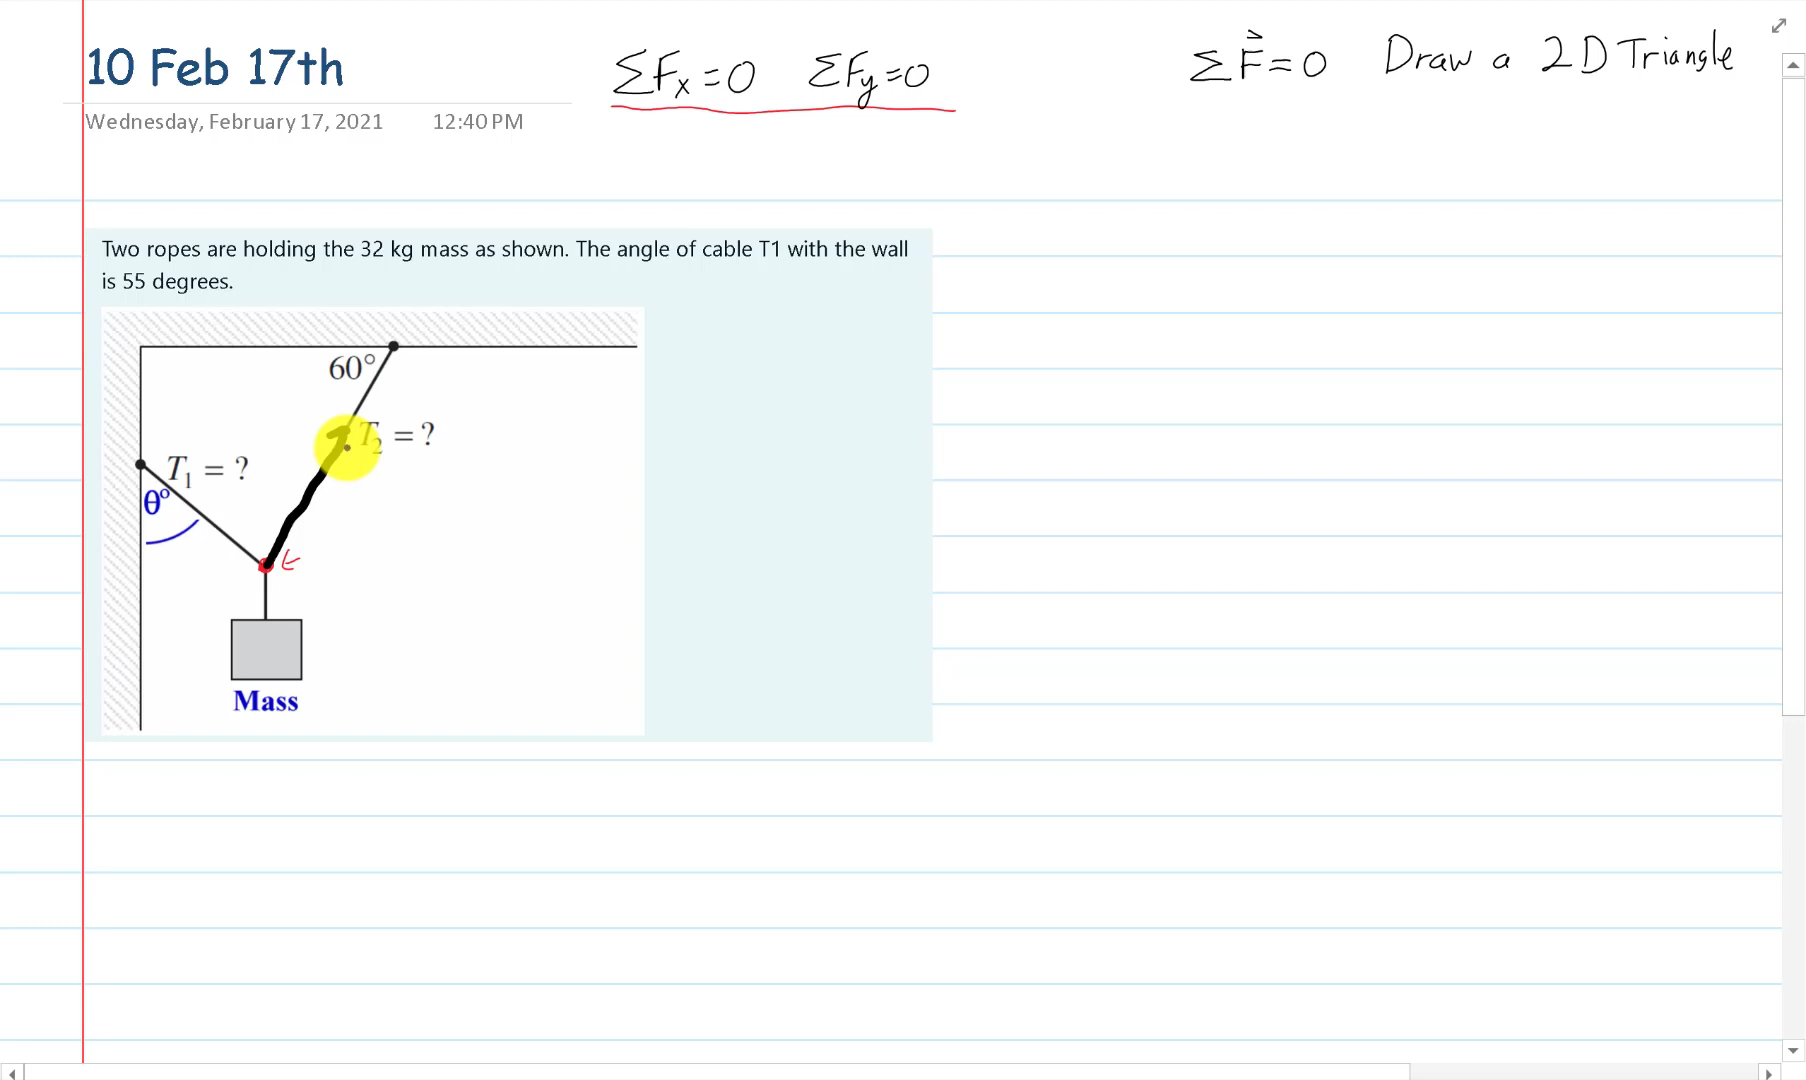 10 Feb 17th
Wednesday, February 17, 2021 12:40 PM
ΣFx=0 ΣFy=0
ΣF⃗=0 Draw a 2D Triangle
Two ropes are holding the 32 kg mass as shown. The angle of cable T1 with the wall
is 55 degrees.
60°
T₂ = ?
T₁ = ?
θ°
Mass